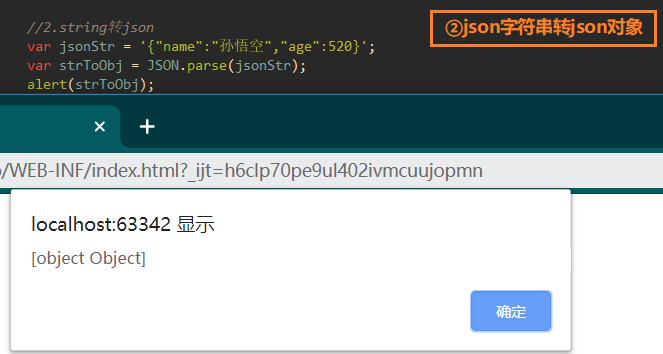 //2.string转json
②json字符串转json对象
var jsonStr = '{"name":"孙悟空","age":520}';
var strToObj = JSON.parse(jsonStr);
alert(strToObj);
/WEB-INF/index.html?_ijt=h6clp70pe9ul402ivmcuujopmn
localhost:63342 显示
[object Object]
确定